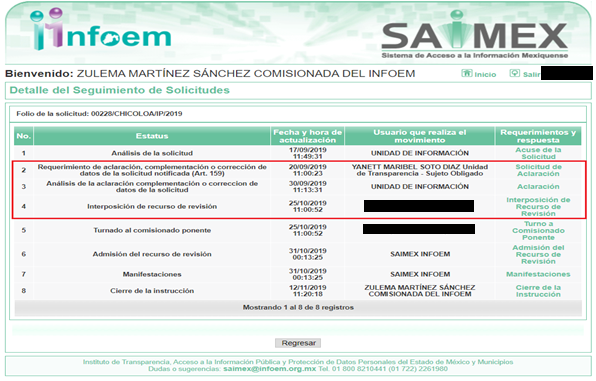 infoem
SAIMEX
Sistema de Acceso a la Información Mexiquense
Bienvenido: ZULEMA MARTÍNEZ SÁNCHEZ COMISIONADA DEL INFOEM
Inicio
Salir
Detalle del Seguimiento de Solicitudes
Folio de la solicitud: 00228/CHICOLOA/IP/2019
No. Estatus Fecha y hora de actualización Usuario que realiza el movimiento Requerimientos y respuesta
1 Análisis de la solicitud 17/09/2019 11:49:31 UNIDAD DE INFORMACIÓN Acuse de la Solicitud
2 Requerimiento de aclaración, complementación o corrección de datos de la solicitud notificada (Art. 159) 20/09/2019 11:00:23 YANETT MARIBEL SOTO DIAZ Unidad de Transparencia - Sujeto Obligado Solicitud de Aclaración
3 Análisis de la aclaración complementación o correccion de datos de la solicitud 30/09/2019 11:13:31 UNIDAD DE INFORMACIÓN Aclaración
4 Interposición de recurso de revisión 25/10/2019 11:00:52 Interposición de Recurso de Revisión
5 Turnado al comisionado ponente 25/10/2019 11:00:52 Turno a Comisionado Ponente
6 Admisión del recurso de revisión 31/10/2019 00:13:25 SAIMEX INFOEM Admisión del Recurso de Revisión
7 Manifestaciones 31/10/2019 00:13:25 SAIMEX INFOEM Manifestaciones
8 Cierre de la instrucción 12/11/2019 11:20:18 ZULEMA MARTÍNEZ SÁNCHEZ COMISIONADA DEL INFOEM Cierre de la Instrucción
Mostrando 1 al 8 de 8 registros
Regresar
Instituto de Transparencia, Acceso a la Información Pública y Protección de Datos Personales del Estado de México y Municipios
Dudas o sugerencias: saimex@infoem.org.mx Tel. 01 800 8210441 (01 722) 2261980